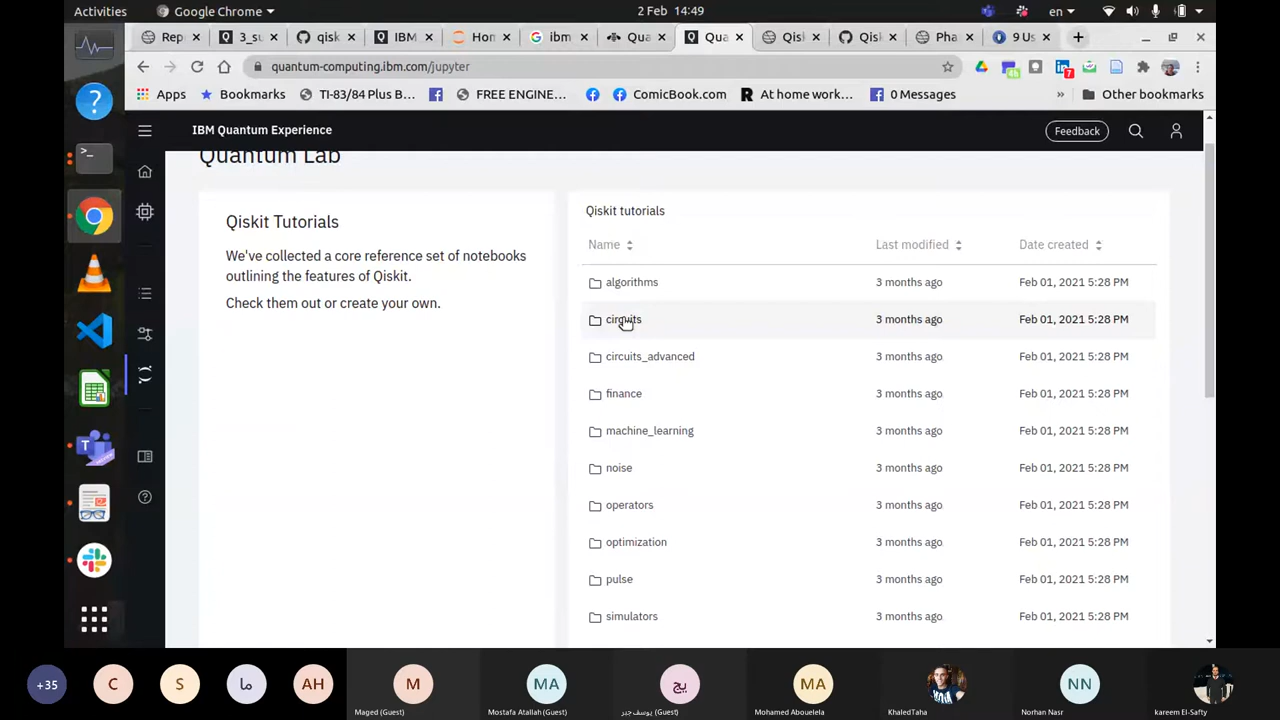 Activities
Google Chrome
2 Feb 14:49
en
Rep
3_su
qisk
IBM
Hom
ibm
Qua
Qua
Qisk
Qisk
Pha
9 Us
quantum-computing.ibm.com/jupyter
4h
7
Apps
Bookmarks
TI-83/84 Plus B...
FREE ENGINE...
ComicBook.com
At home work...
0 Messages
»
Other bookmarks
IBM Quantum Experience
Feedback
Quantum Lab
Qiskit Tutorials
We've collected a core reference set of notebooks
outlining the features of Qiskit.
Check them out or create your own.
Qiskit tutorials
Name
Last modified
Date created
algorithms 3 months ago Feb 01, 2021 5:28 PM
circuits 3 months ago Feb 01, 2021 5:28 PM
circuits_advanced 3 months ago Feb 01, 2021 5:28 PM
finance 3 months ago Feb 01, 2021 5:28 PM
machine_learning 3 months ago Feb 01, 2021 5:28 PM
noise 3 months ago Feb 01, 2021 5:28 PM
operators 3 months ago Feb 01, 2021 5:28 PM
optimization 3 months ago Feb 01, 2021 5:28 PM
pulse 3 months ago Feb 01, 2021 5:28 PM
simulators 3 months ago Feb 01, 2021 5:28 PM
+35
C
S
ما
AH
M
MA
يج
MA
NN
Maged (Guest)
Mostafa Atallah (Guest)
يوسف جبر (Guest)
Mohamed Abouelela
KhaledTaha
Norhan Nasr
kareem El-Safty